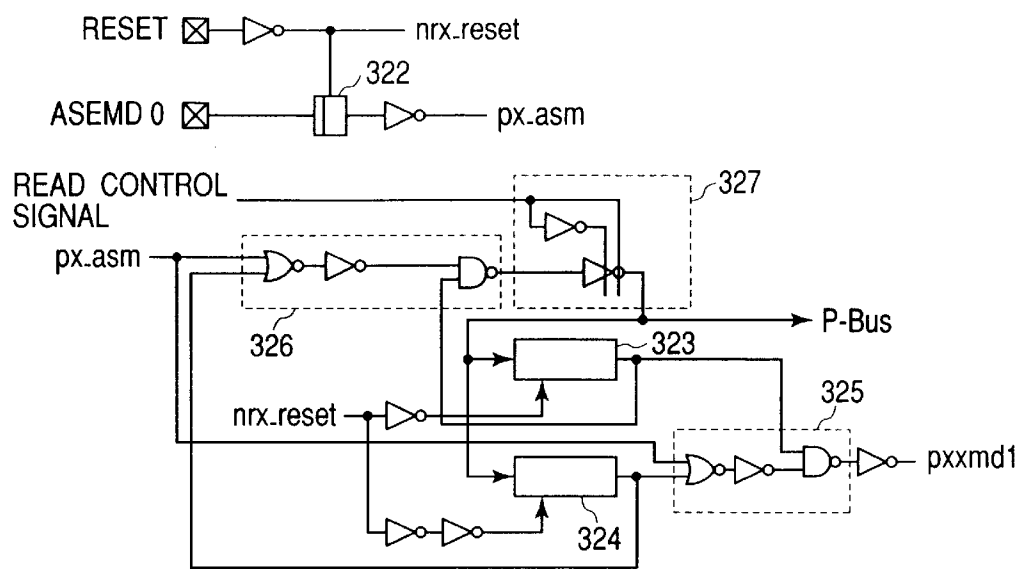 RESET
nrx_reset
322
ASEMD 0
px_asm
READ CONTROL
SIGNAL
327
px_asm
326
P-Bus
323
nrx_reset
325
pxxmd1
324